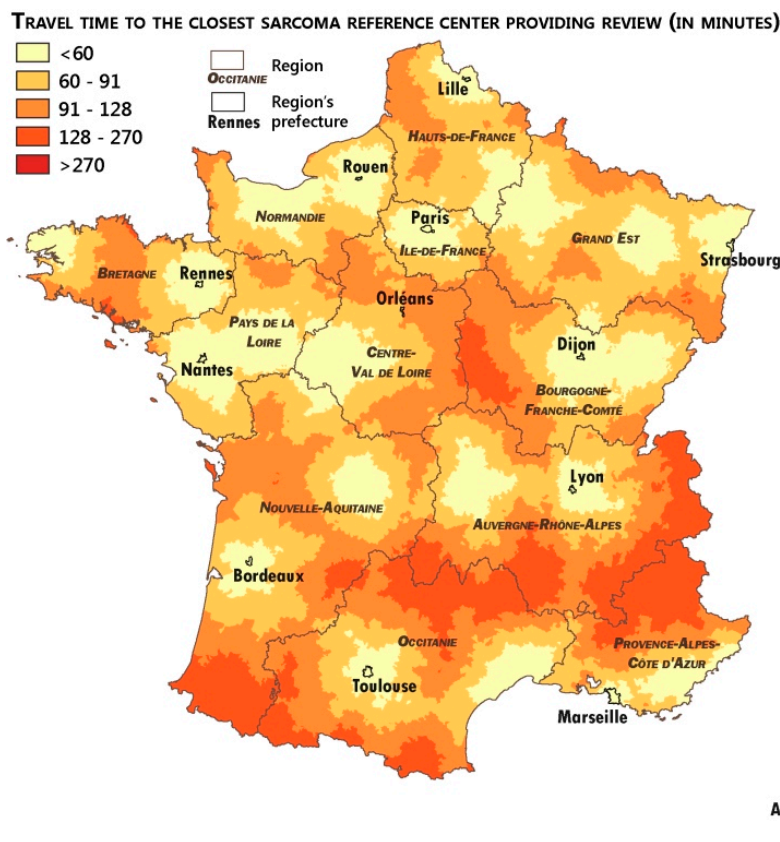 TRAVEL TIME TO THE CLOSEST SARCOMA REFERENCE CENTER PROVIDING REVIEW (IN MINUTES)
<60
60 - 91
91 - 128
128 - 270
>270
OCCITANIE
Region
Rennes
Region's
prefecture
Lille
HAUTS-DE-FRANCE
Rouen
NORMANDIE
Paris
ILE-DE-FRANCE
GRAND EST
Strasbourg
BRETAGNE
Rennes
Orléans
PAYS DE LA
LOIRE
Nantes
CENTRE-
VAL DE LOIRE
Dijon
BOURGOGNE-
FRANCHE-COMTÉ
Lyon
NOUVELLE-AQUITAINE
AUVERGNE-RHÔNE-ALPES
Bordeaux
OCCITANIE
Toulouse
PROVENCE-ALPES-
CÔTE D'AZUR
Marseille
A